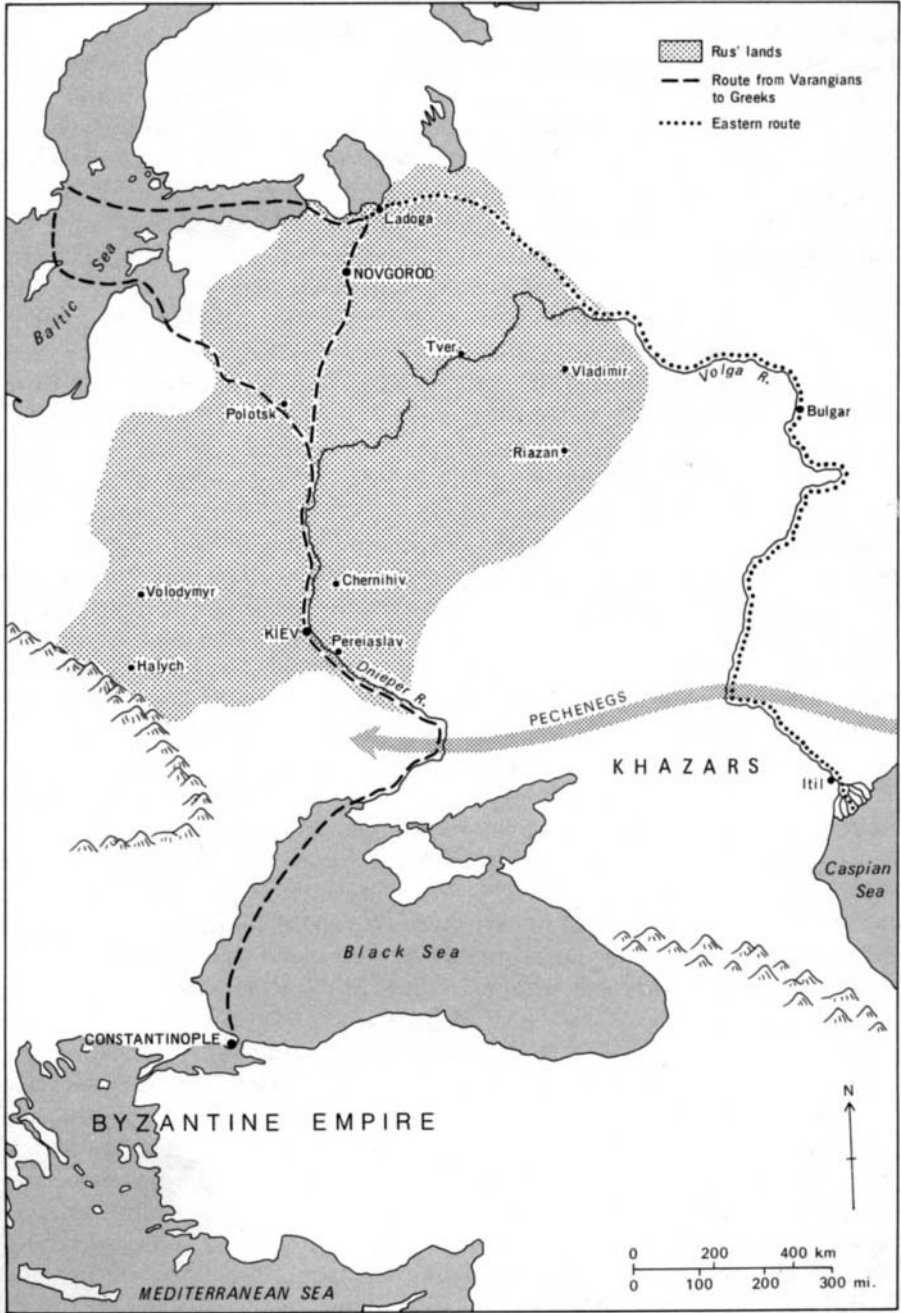 Rus' lands
Route from Varangians
to Greeks
Eastern route
Ladoga
NOVGOROD
Baltic Sea
Tver
Vladimir
Volga R.
Polotsk
Bulgar
Riazan
Chernihiv
Volodymyr
KIEV
Pereiaslav
Halych
Dnieper R.
PECHENEGS
KHAZARS
Itil
Caspian
Sea
Black Sea
CONSTANTINOPLE
N
BYZANTINE EMPIRE
0 200 400 km
0 100 200 300 mi.
MEDITERRANEAN SEA